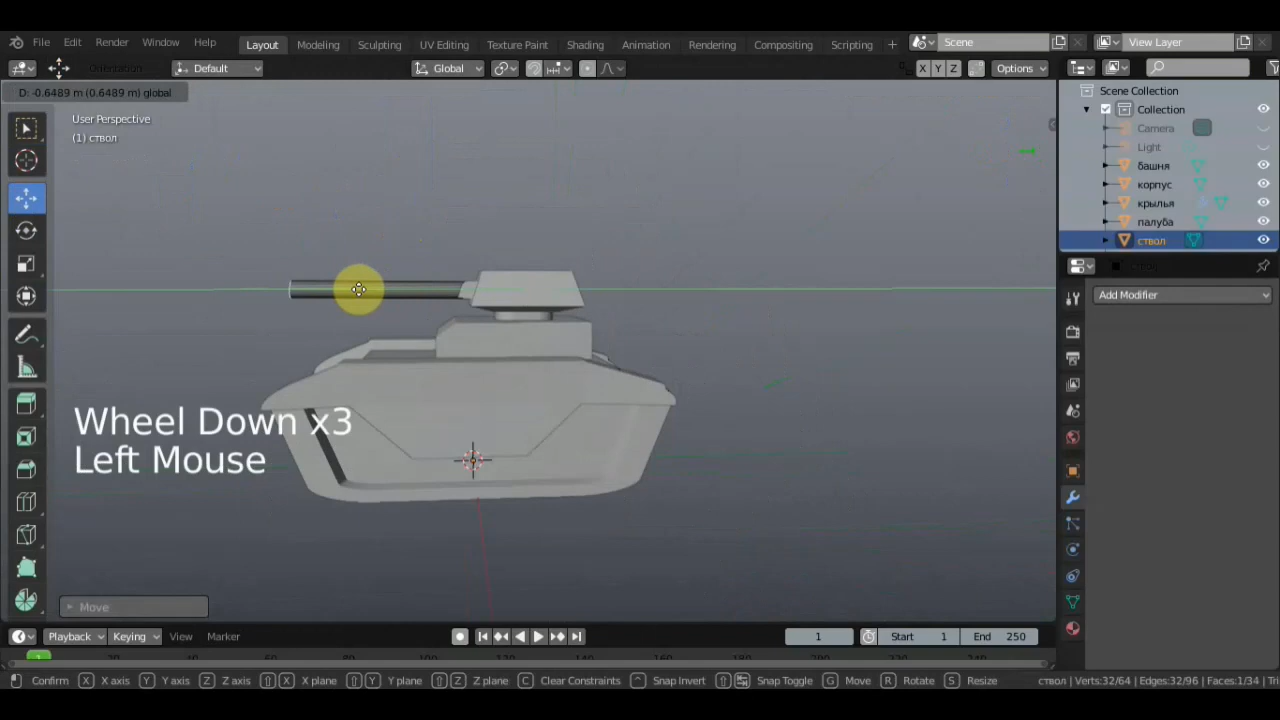 File Edit Render Window Help Layout Modeling Sculpting UV Editing Texture Paint Shading Animation Rendering Compositing Scripting + Scene View Layer
Orientation Default Global X Y Z Options
D: -0.6489 m (0.6489 m) global
User Perspective
(1) ствол
Scene Collection
Collection
Camera
Light
башня
корпус
крылья
палуба
ствол
Add Modifier
Wheel Down x3
Left Mouse
Move
Playback Keying View Marker 1 Start 1 End 250
Confirm X X axis Y Y axis Z Z axis X X plane Y Y plane Z Z plane C Clear Constraints Snap Invert Snap Toggle G Move R Rotate S Resize ствол | Verts:32/64 | Edges:32/96 | Faces:1/34 | Tri